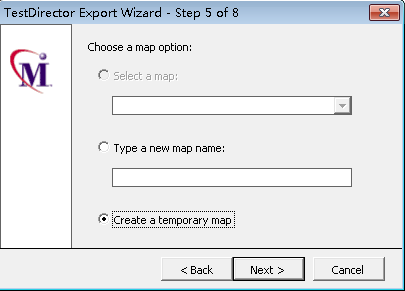 TestDirector Export Wizard - Step 5 of 8
Choose a map option:
Select a map:
Type a new map name:
Create a temporary map
< Back
Next >
Cancel